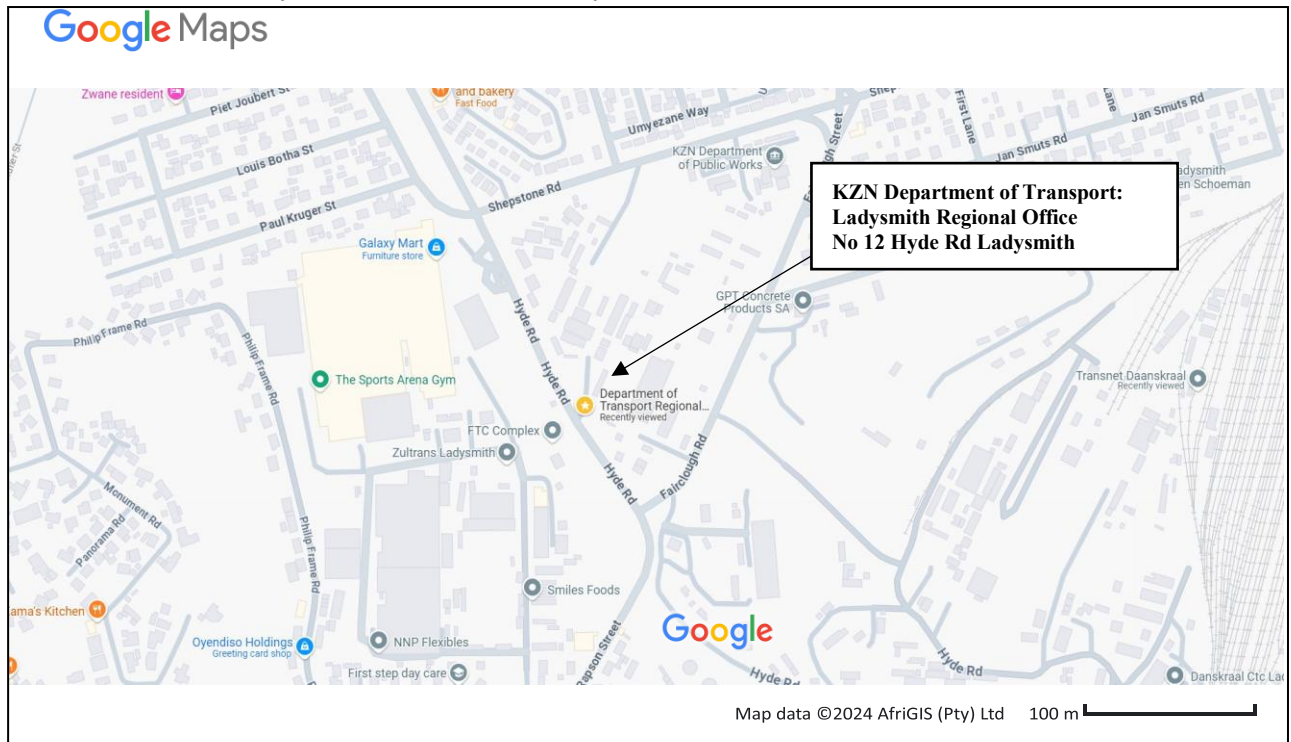 Google Maps
Zwane resident
Piet Joubert St
and bakery
Fast Food
Umyezane Way
First Lane
Lane
Jan Smuts Rd
Jan Smuts Rd
Louis Botha St
KZN Department
of Public Works
Shepstone Rd
Paul Kruger St
KZN Department of Transport:
Ladysmith Regional Office
No 12 Hyde Rd Ladysmith
adysmith
en Schoeman
Galaxy Mart
Furniture store
GPT Concrete
Products SA
Hyde Rd
Philip Frame Rd
Philip Frame Rd
Hyde Rd
The Sports Arena Gym
Department of
Transport Regional...
Recently viewed
Transnet Daanskraal
Recently viewed
FTC Complex
Zultrans Ladysmith
Hyde Rd
Fairclough Rd
Monument Rd
Panorama Rd
Philip Frame Rd
Smiles Foods
ama's Kitchen
Oyendiso Holdings
Greeting card shop
NNP Flexibles
Google
First step day care
Rapson Street
Hyde Rd
Hyde Rd
Danskraal Ctc La
Map data ©2024 AfriGIS (Pty) Ltd 100 m